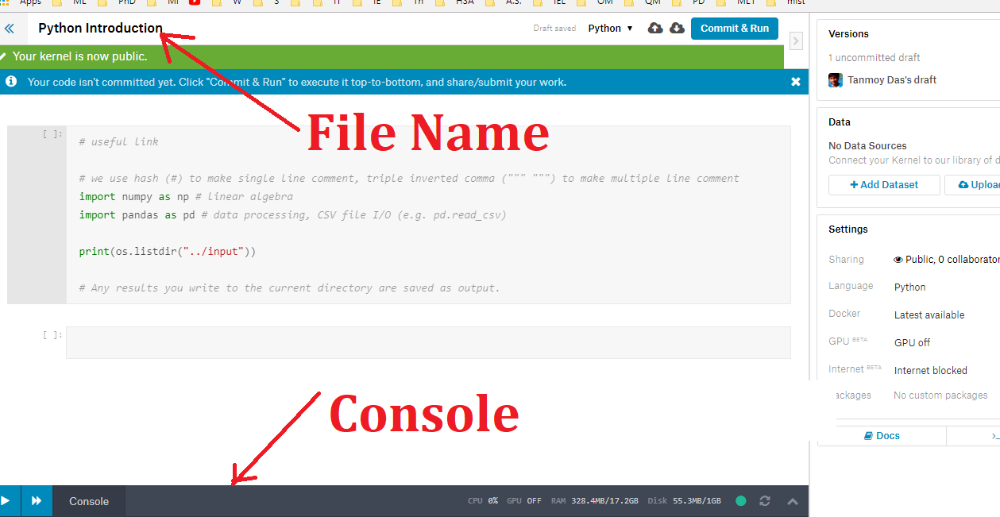 Apps ML PhD MI W S IT IE Th HSA A.S. IEL OM QM PD MLT mist
Python Introduction
Draft saved Python ▼ Commit & Run
Your kernel is now public.
Your code isn't committed yet. Click "Commit & Run" to execute it top-to-bottom, and share/submit your work.
File Name
[ ]:
# useful link
# we use hash (#) to make single line comment, triple inverted comma (""" """) to make multiple line comment
import numpy as np # linear algebra
import pandas as pd # data processing, CSV file I/O (e.g. pd.read_csv)
print(os.listdir("../input"))
# Any results you write to the current directory are saved as output.
[ ]:
Console
Console
CPU 0% GPU OFF RAM 328.4MB/17.2GB Disk 55.3MB/1GB
Versions
1 uncommitted draft
Tanmoy Das's draft
Data
No Data Sources
Connect your Kernel to our library of d
+ Add Dataset Uploa
Settings
Sharing Public, 0 collaborator
Language Python
Docker Latest available
GPU BETA GPU off
Internet BETA Internet blocked
ackages No custom packages
Docs >_